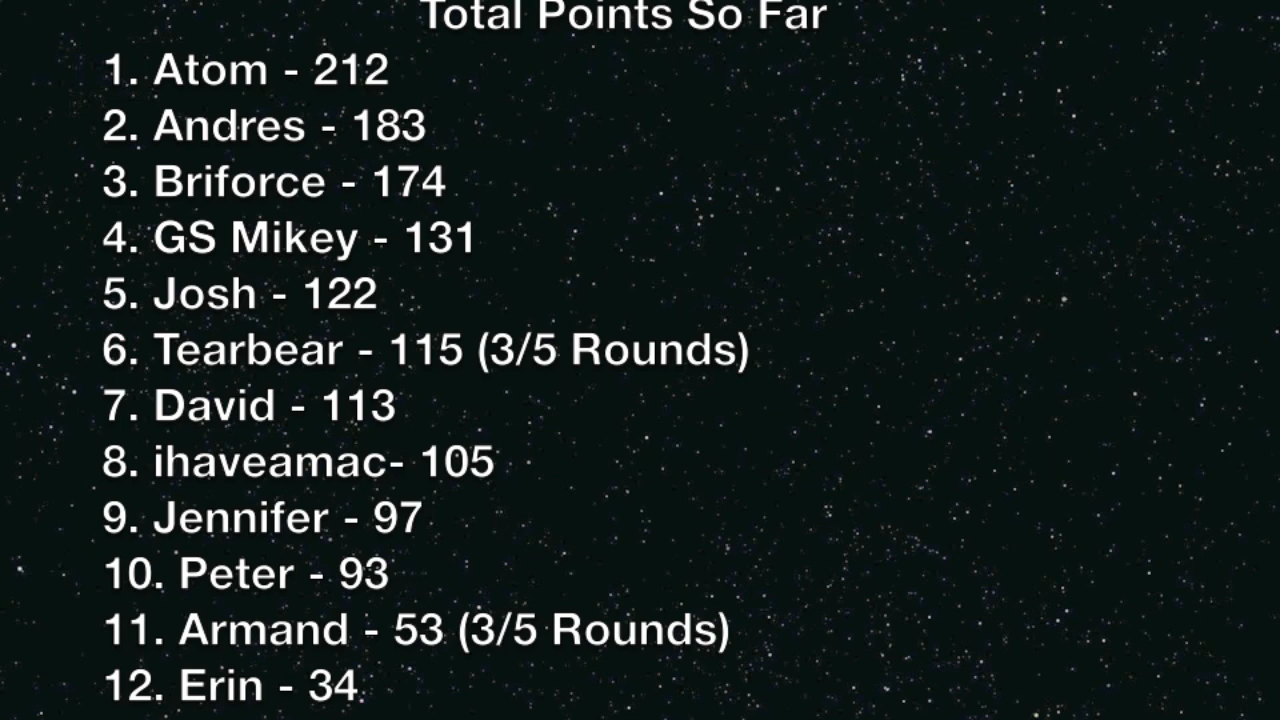 Total Points So Far
1. Atom - 212
2. Andres - 183
3. Briforce - 174
4. GS Mikey - 131
5. Josh - 122
6. Tearbear - 115 (3/5 Rounds)
7. David - 113
8. ihaveamac- 105
9. Jennifer - 97
10. Peter - 93
11. Armand - 53 (3/5 Rounds)
12. Erin - 34